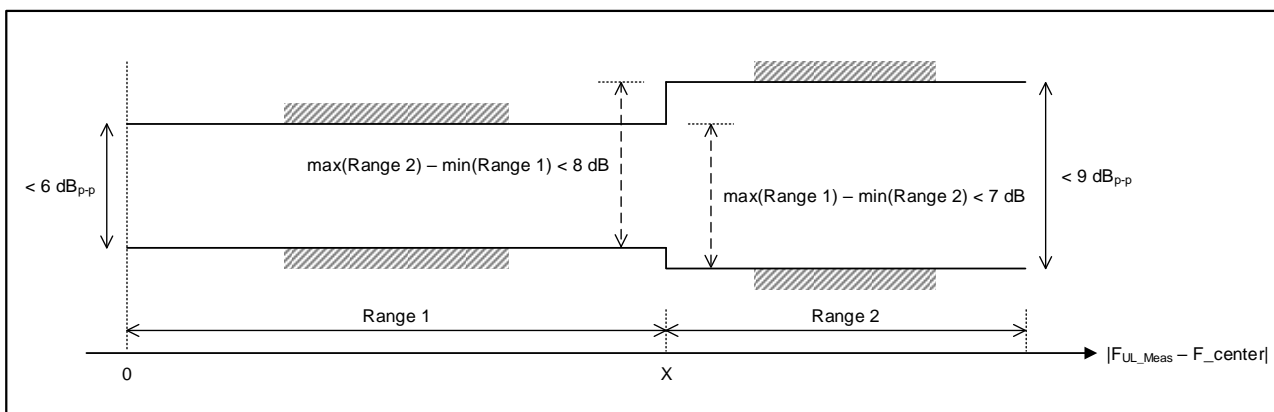 max(Range 2) – min(Range 1) < 8 dB
< 6 dBp-p
< 9 dBp-p
max(Range 1) – min(Range 2) < 7 dB
Range 1
Range 2
|FUL_Meas – F_center|
0
X